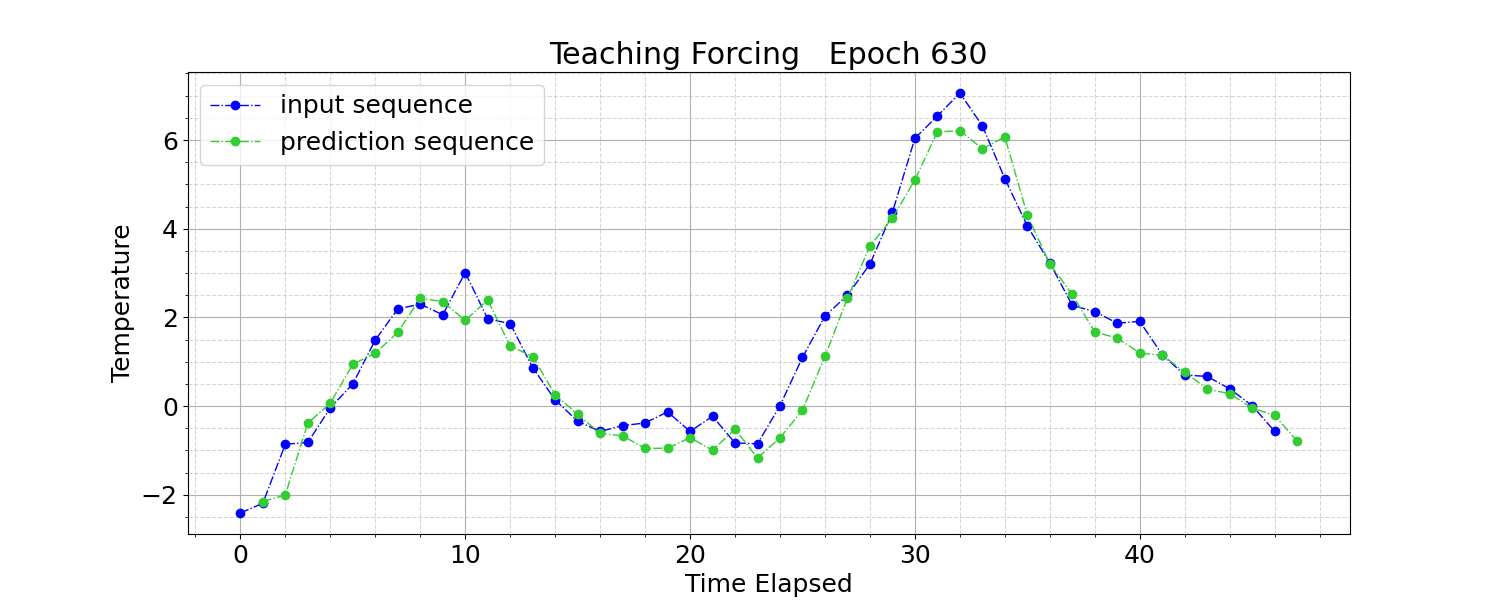 Teaching Forcing   Epoch 630
input sequence
prediction sequence
6
4
2
0
−2
Temperature
0 10 20 30 40
Time Elapsed